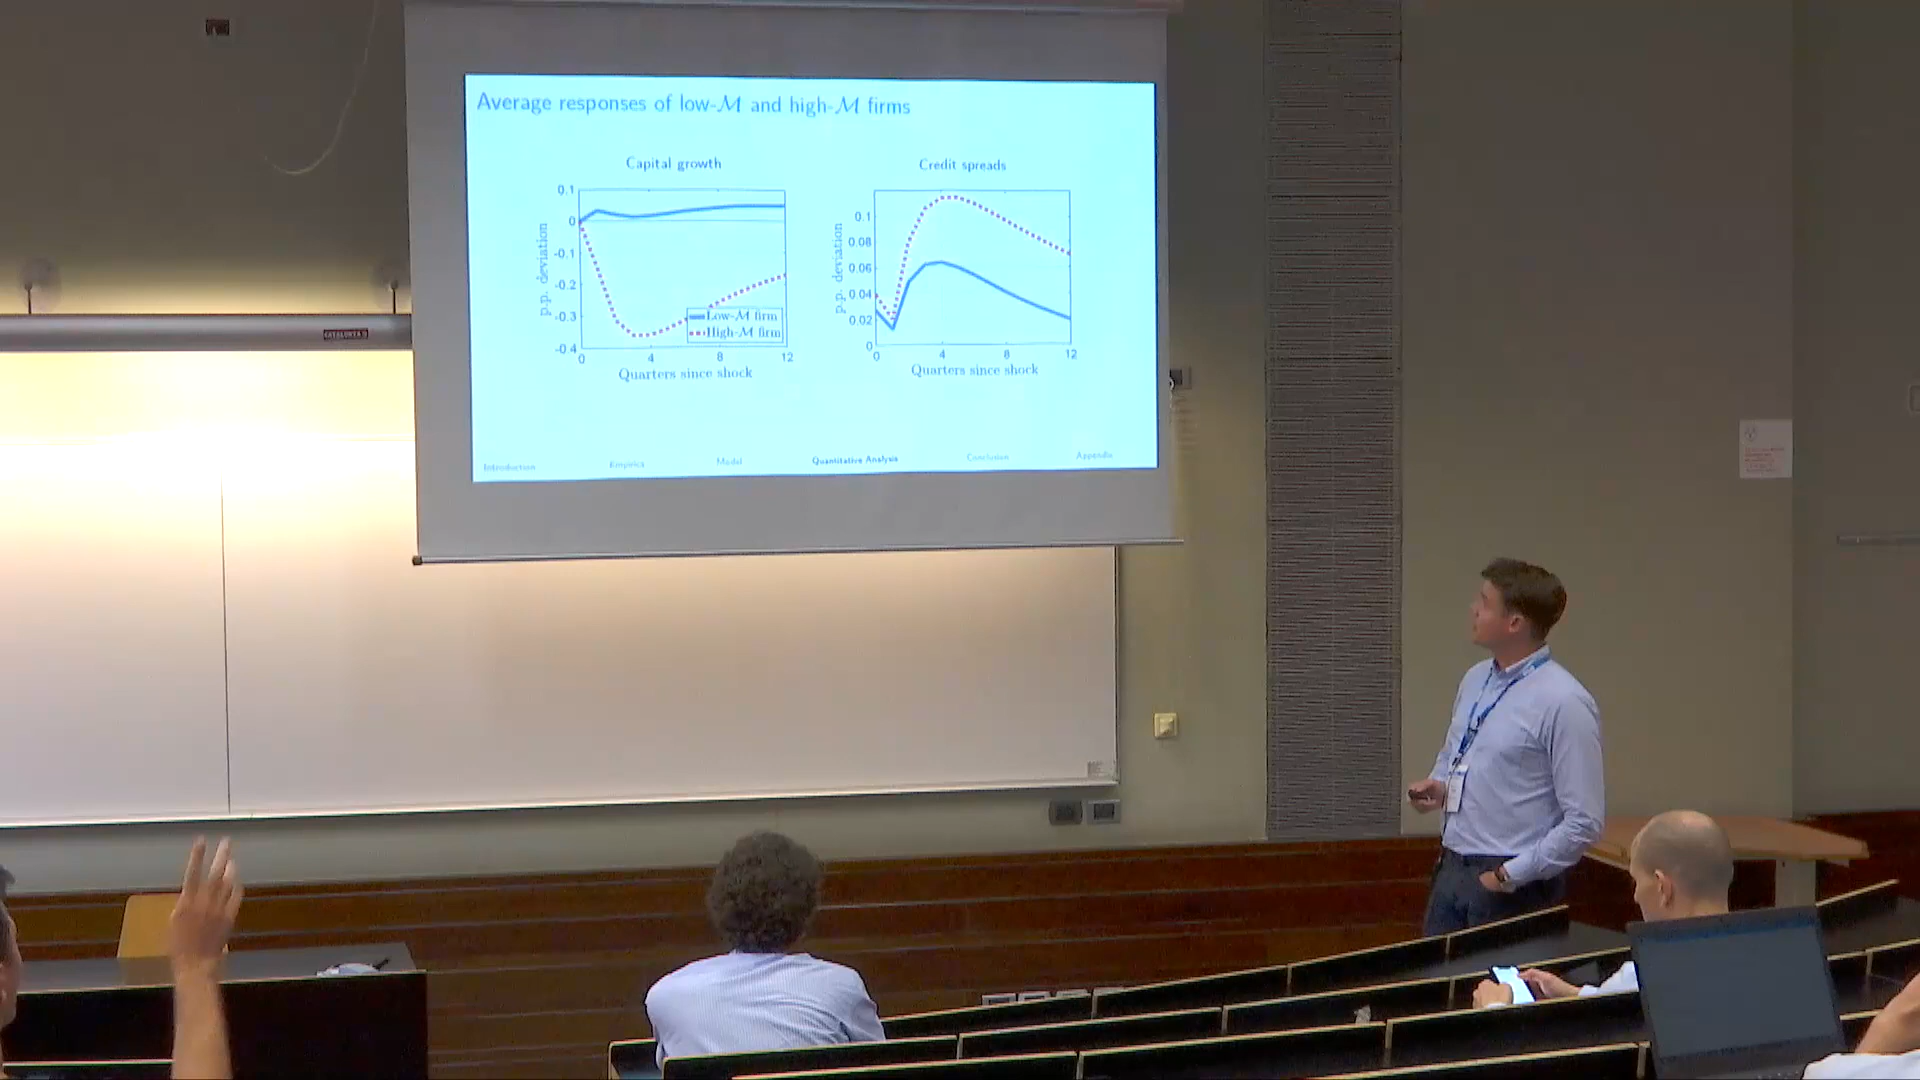 Average responses of low-ℳ and high-ℳ firms
Capital growth
0.1
0
-0.1
-0.2
-0.3
-0.4
p.p. deviation
0 4 8 12
Quarters since shock
Low-ℳ firm
High-ℳ firm
Credit spreads
0.1
0.08
0.06
0.04
0.02
0
p.p. deviation
0 4 8 12
Quarters since shock
Introduction Empirics Model Quantitative Analysis Conclusion Appendix